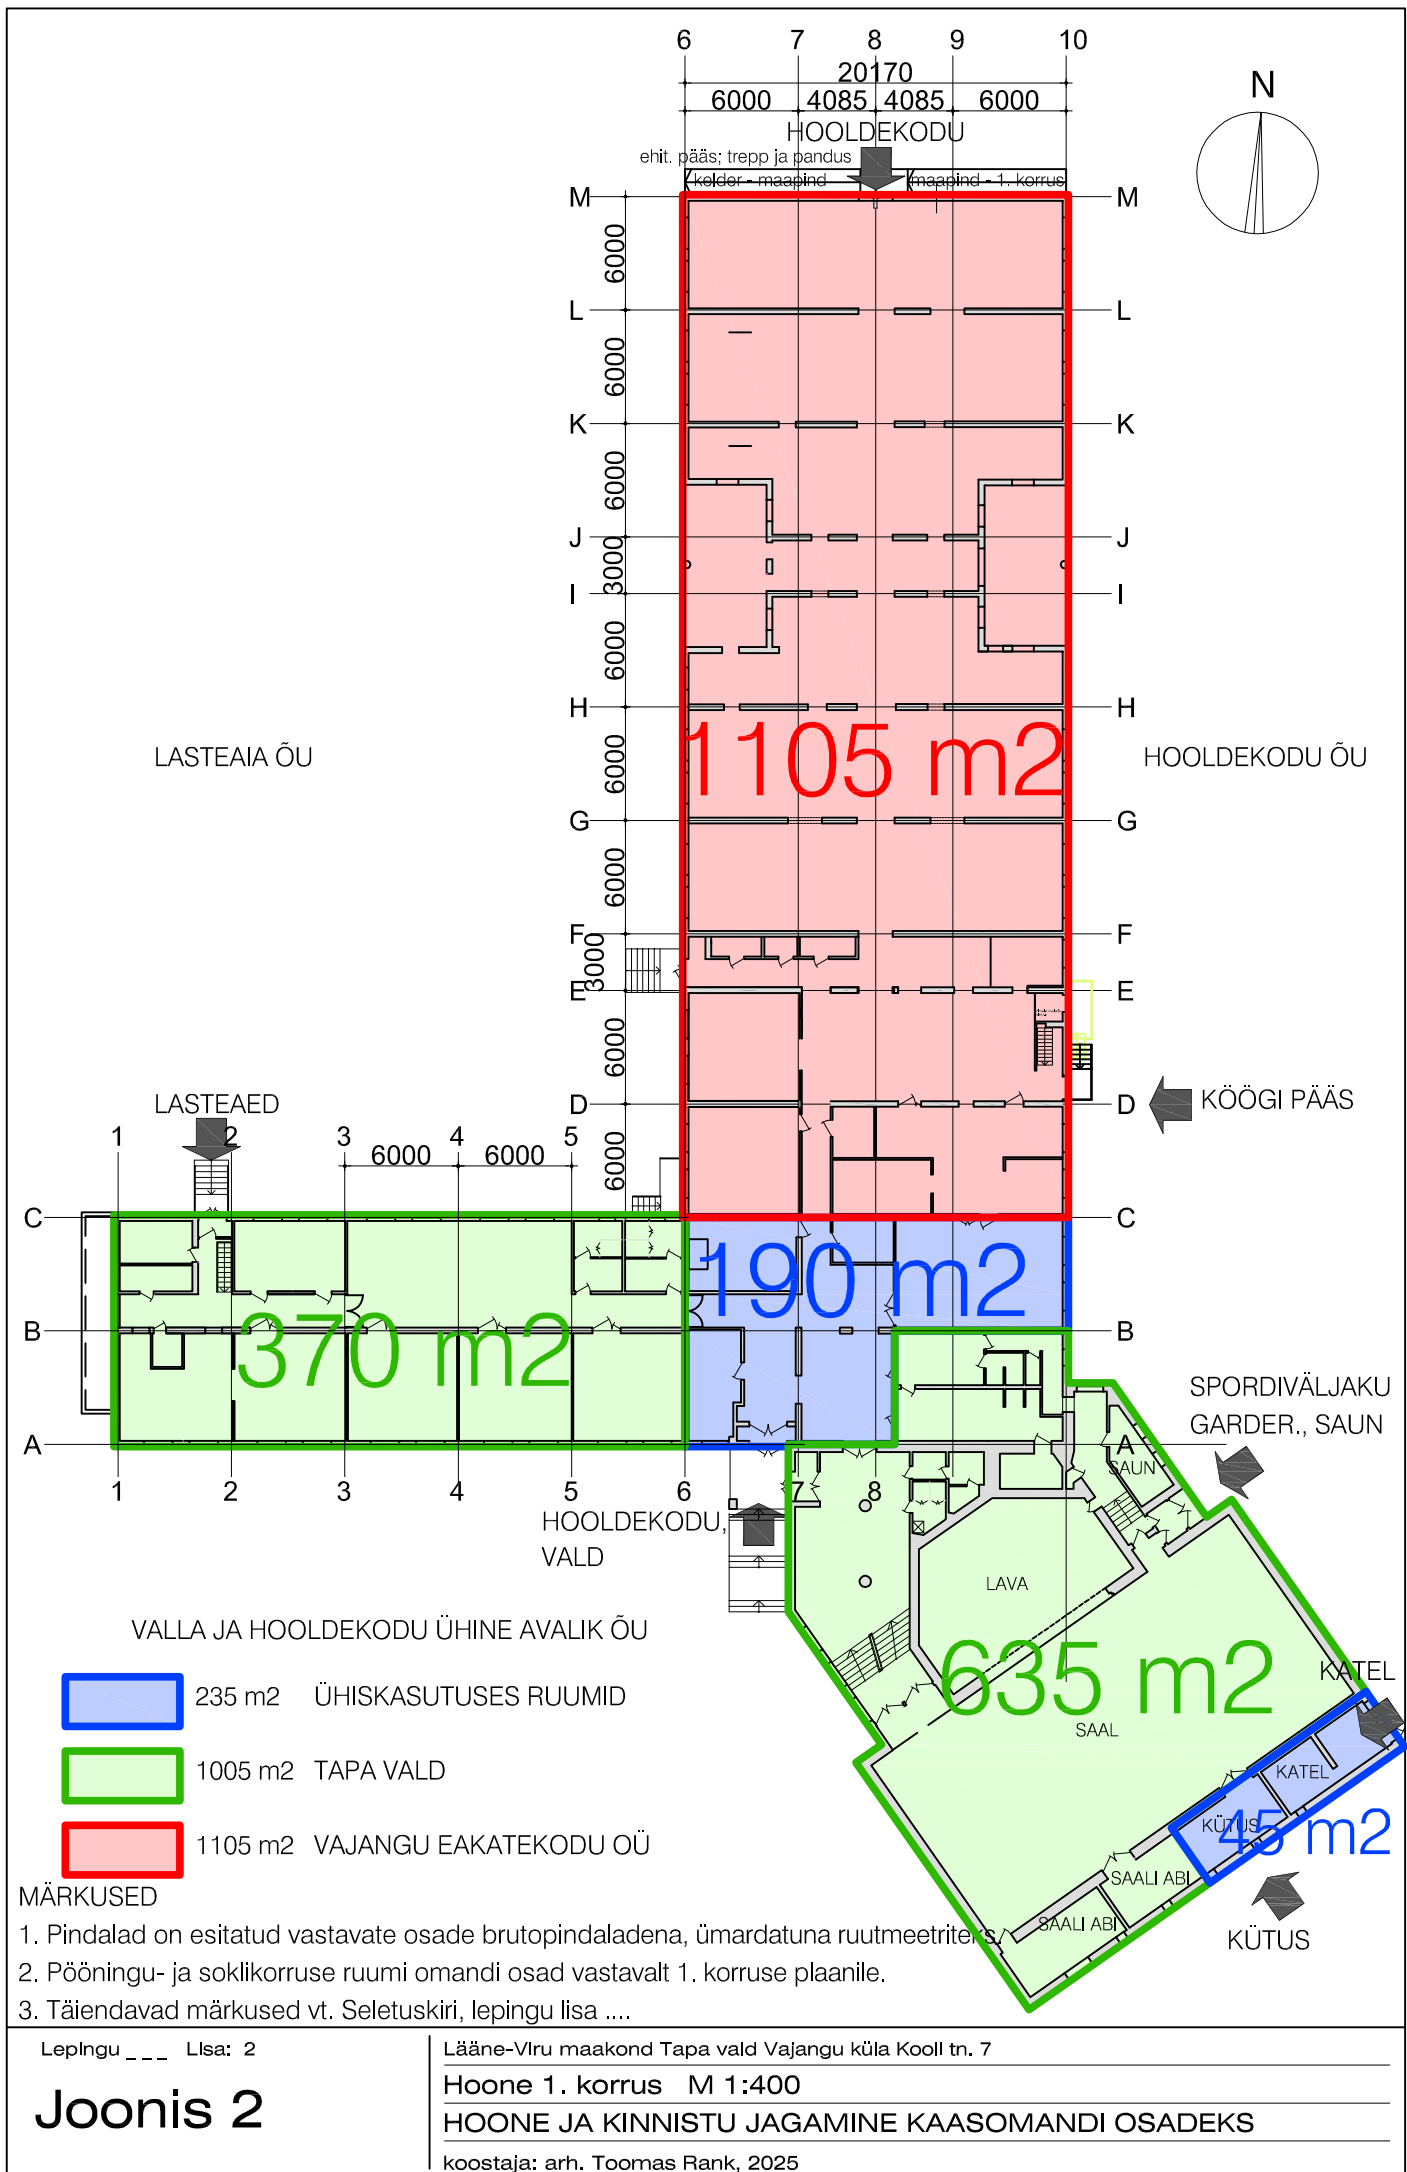 6 7 8 9 10
20170
6000 4085 4085 6000
N
HOOLDEKODU
ehit. pääs; trepp ja pandus
kelder - maapind maapind - 1. korrus
M M
6000
L L
6000
K K
6000
J J
3000
I I
6000
H H
1105 m2
LASTEAIA ÕU
HOOLDEKODU ÕU
6000
G G
6000
F F
3000
E E
6000
LASTEAED
D D
KÖÖGI PÄÄS
1 2 3 4 5
6000 6000
6000
C C
190 m2
370 m2
B B
SPORDIVÄLJAKU
GARDER., SAUN
A A
SAUN
1 2 3 4 5 6 7 8
HOOLDEKODU,
VALD
LAVA
VALLA JA HOOLDEKODU ÜHINE AVALIK ÕU
635 m2
KATEL
235 m2 ÜHISKASUTUSES RUUMID
SAAL
1005 m2 TAPA VALD
KATEL
KÜTUS
45 m2
1105 m2 VAJANGU EAKATEKODU OÜ
SAALI ABI
SAALI ABI
KÜTUS
MÄRKUSED
1. Pindalad on esitatud vastavate osade brutopindaladena, ümardatuna ruutmeetriteks.
2. Pööningu- ja soklikorruse ruumi omandi osad vastavalt 1. korruse plaanile.
3. Täiendavad märkused vt. Seletuskiri, lepingu lisa ....
Lepingu _ _ _ Lisa: 2
Joonis 2
Lääne-Viru maakond Tapa vald Vajangu küla Kooli tn. 7
Hoone 1. korrus M 1:400
HOONE JA KINNISTU JAGAMINE KAASOMANDI OSADEKS
koostaja: arh. Toomas Rank, 2025